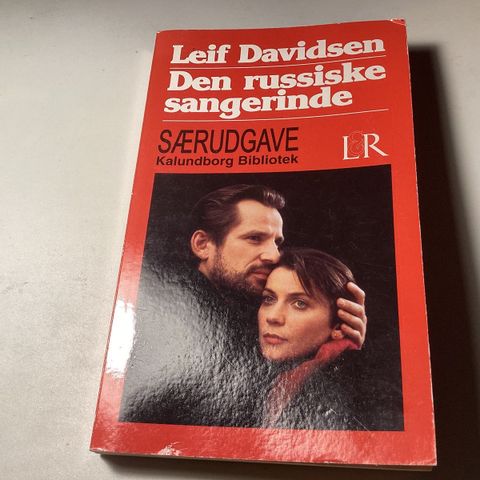 Leif Davidsen
Den russiske
sangerinde
SÆRUDGAVE
Kalundborg Bibliotek
L&R